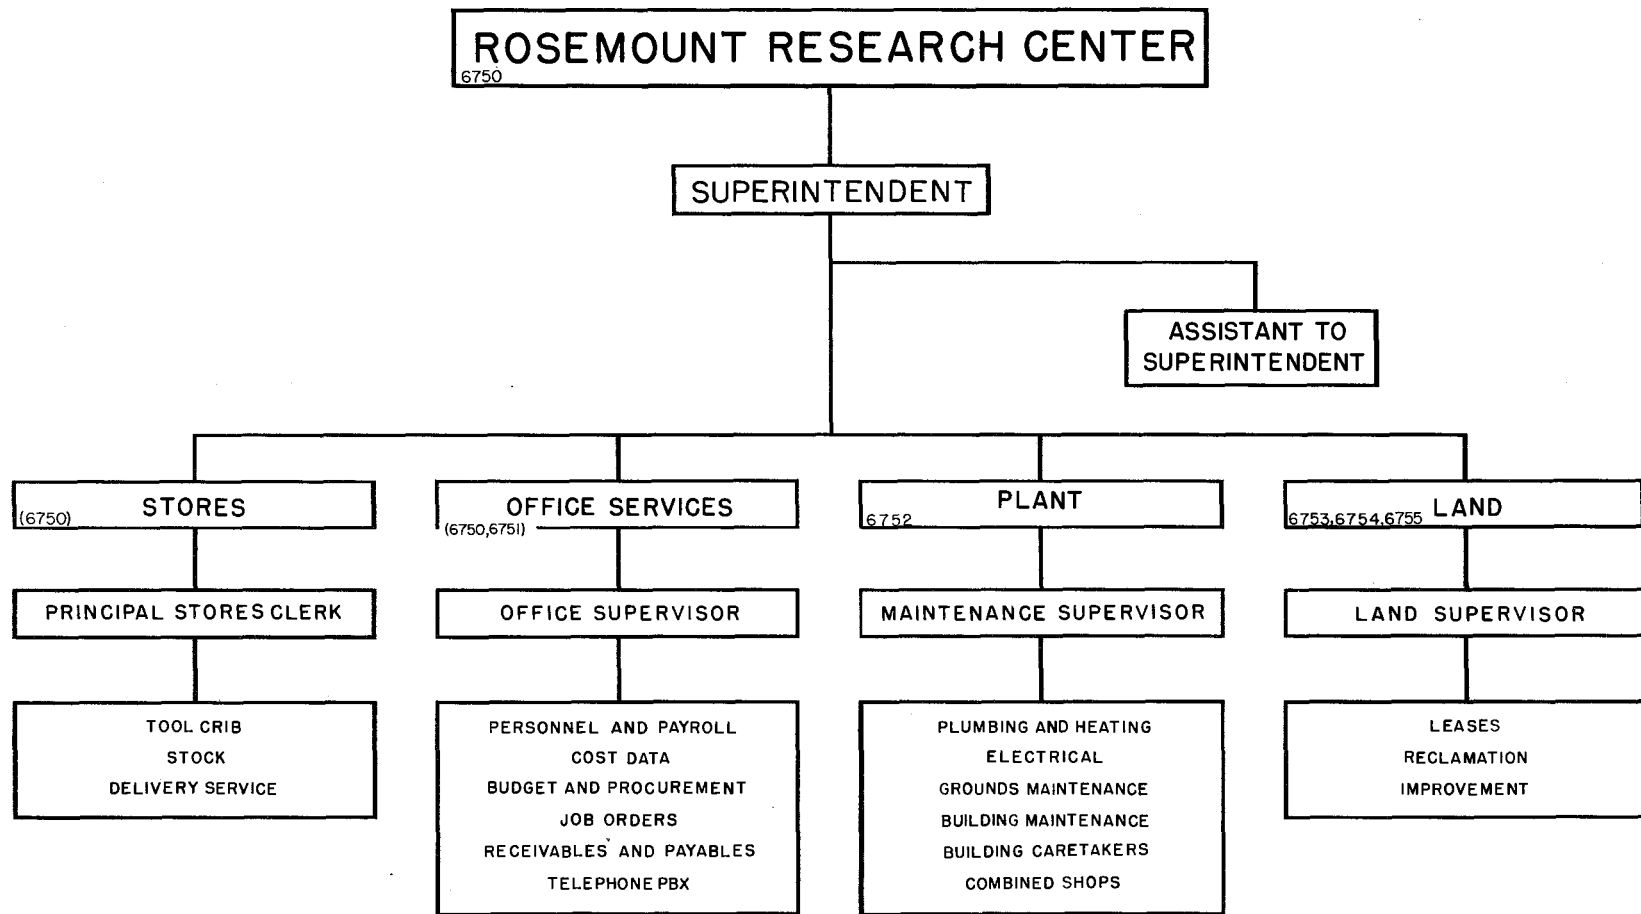 ROSEMOUNT RESEARCH CENTER
6750
SUPERINTENDENT
ASSISTANT TO
SUPERINTENDENT
STORES
(6750)
OFFICE SERVICES
(6750,6751)
PLANT
6752
LAND
6753,6754,6755
PRINCIPAL STORES CLERK
OFFICE SUPERVISOR
MAINTENANCE SUPERVISOR
LAND SUPERVISOR
TOOL CRIB
STOCK
DELIVERY SERVICE
PERSONNEL AND PAYROLL
COST DATA
BUDGET AND PROCUREMENT
JOB ORDERS
RECEIVABLES AND PAYABLES
TELEPHONE PBX
PLUMBING AND HEATING
ELECTRICAL
GROUNDS MAINTENANCE
BUILDING MAINTENANCE
BUILDING CARETAKERS
COMBINED SHOPS
LEASES
RECLAMATION
IMPROVEMENT